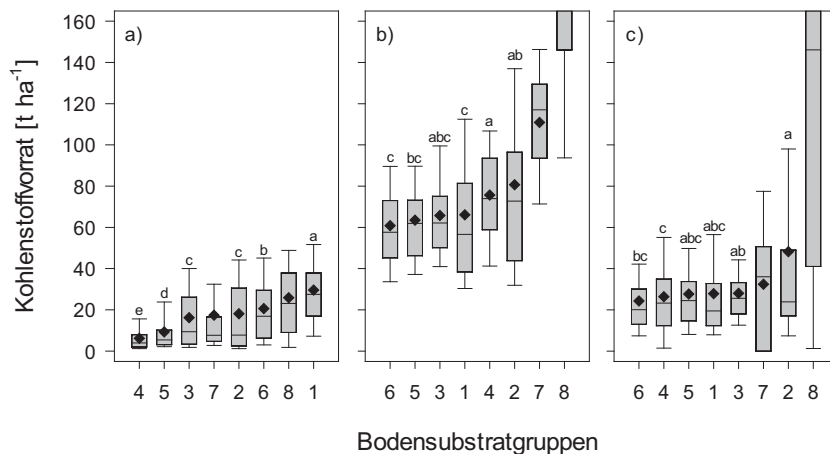 a)
b)
c)
Kohlenstoffvorrat [t ha⁻¹]
160
140
120
100
80
60
40
20
0
e d c c b a
c bc abc c a ab
bc c abc abc ab a
4 5 3 7 2 6 8 1
6 5 3 1 4 2 7 8
6 4 5 1 3 7 2 8
Bodensubstratgruppen